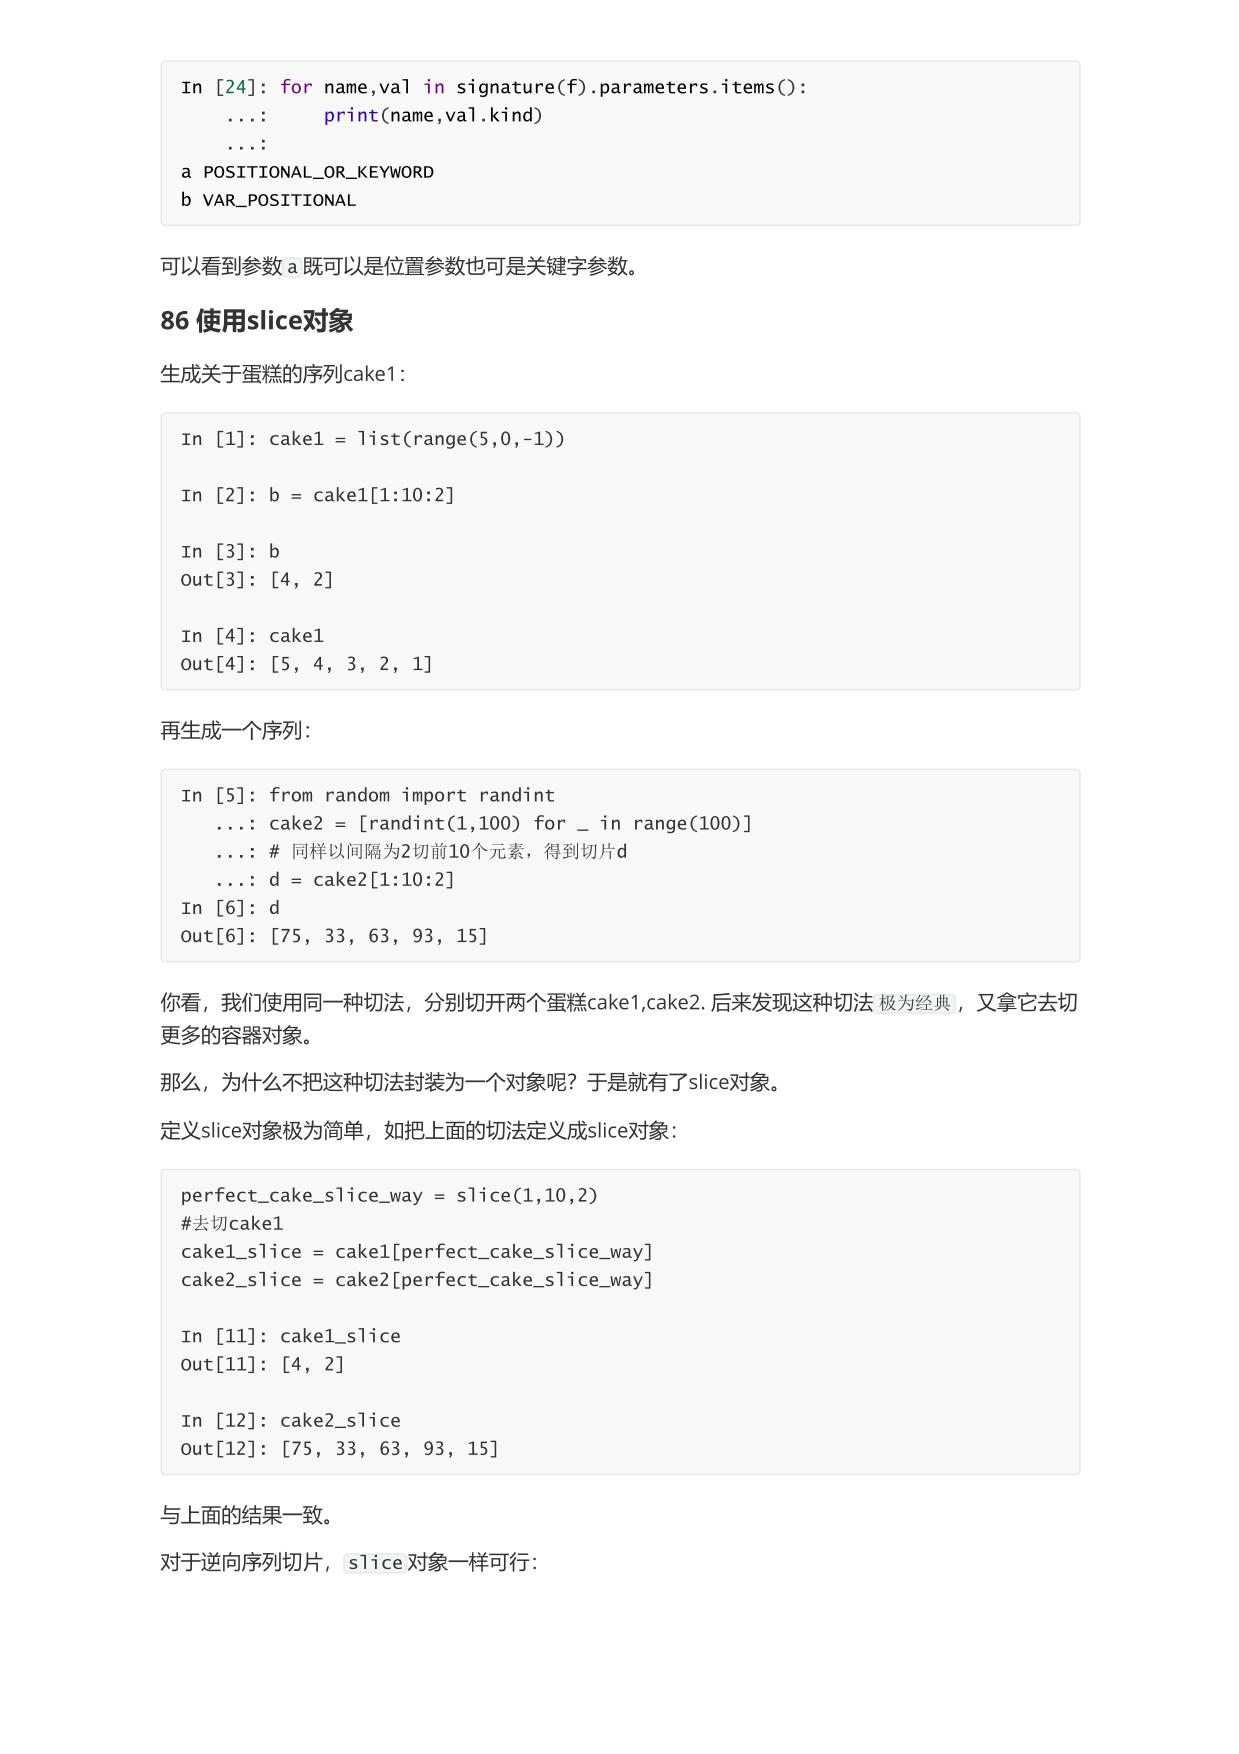 In [24]: for name,val in signature(f).parameters.items():
    ...:     print(name,val.kind)
    ...:
a POSITIONAL_OR_KEYWORD
b VAR_POSITIONAL
可以看到参数a既可以是位置参数也可是关键字参数。
86 使用slice对象
生成关于蛋糕的序列cake1：
In [1]: cake1 = list(range(5,0,-1))
In [2]: b = cake1[1:10:2]
In [3]: b
Out[3]: [4, 2]
In [4]: cake1
Out[4]: [5, 4, 3, 2, 1]
再生成一个序列：
In [5]: from random import randint
   ...: cake2 = [randint(1,100) for _ in range(100)]
   ...: # 同样以间隔为2切前10个元素，得到切片d
   ...: d = cake2[1:10:2]
In [6]: d
Out[6]: [75, 33, 63, 93, 15]
你看，我们使用同一种切法，分别切开两个蛋糕cake1,cake2. 后来发现这种切法极为经典，又拿它去切
更多的容器对象。
那么，为什么不把这种切法封装为一个对象呢？于是就有了slice对象。
定义slice对象极为简单，如把上面的切法定义成slice对象：
perfect_cake_slice_way = slice(1,10,2)
#去切cake1
cake1_slice = cake1[perfect_cake_slice_way]
cake2_slice = cake2[perfect_cake_slice_way]
In [11]: cake1_slice
Out[11]: [4, 2]
In [12]: cake2_slice
Out[12]: [75, 33, 63, 93, 15]
与上面的结果一致。
对于逆向序列切片，slice对象一样可行：